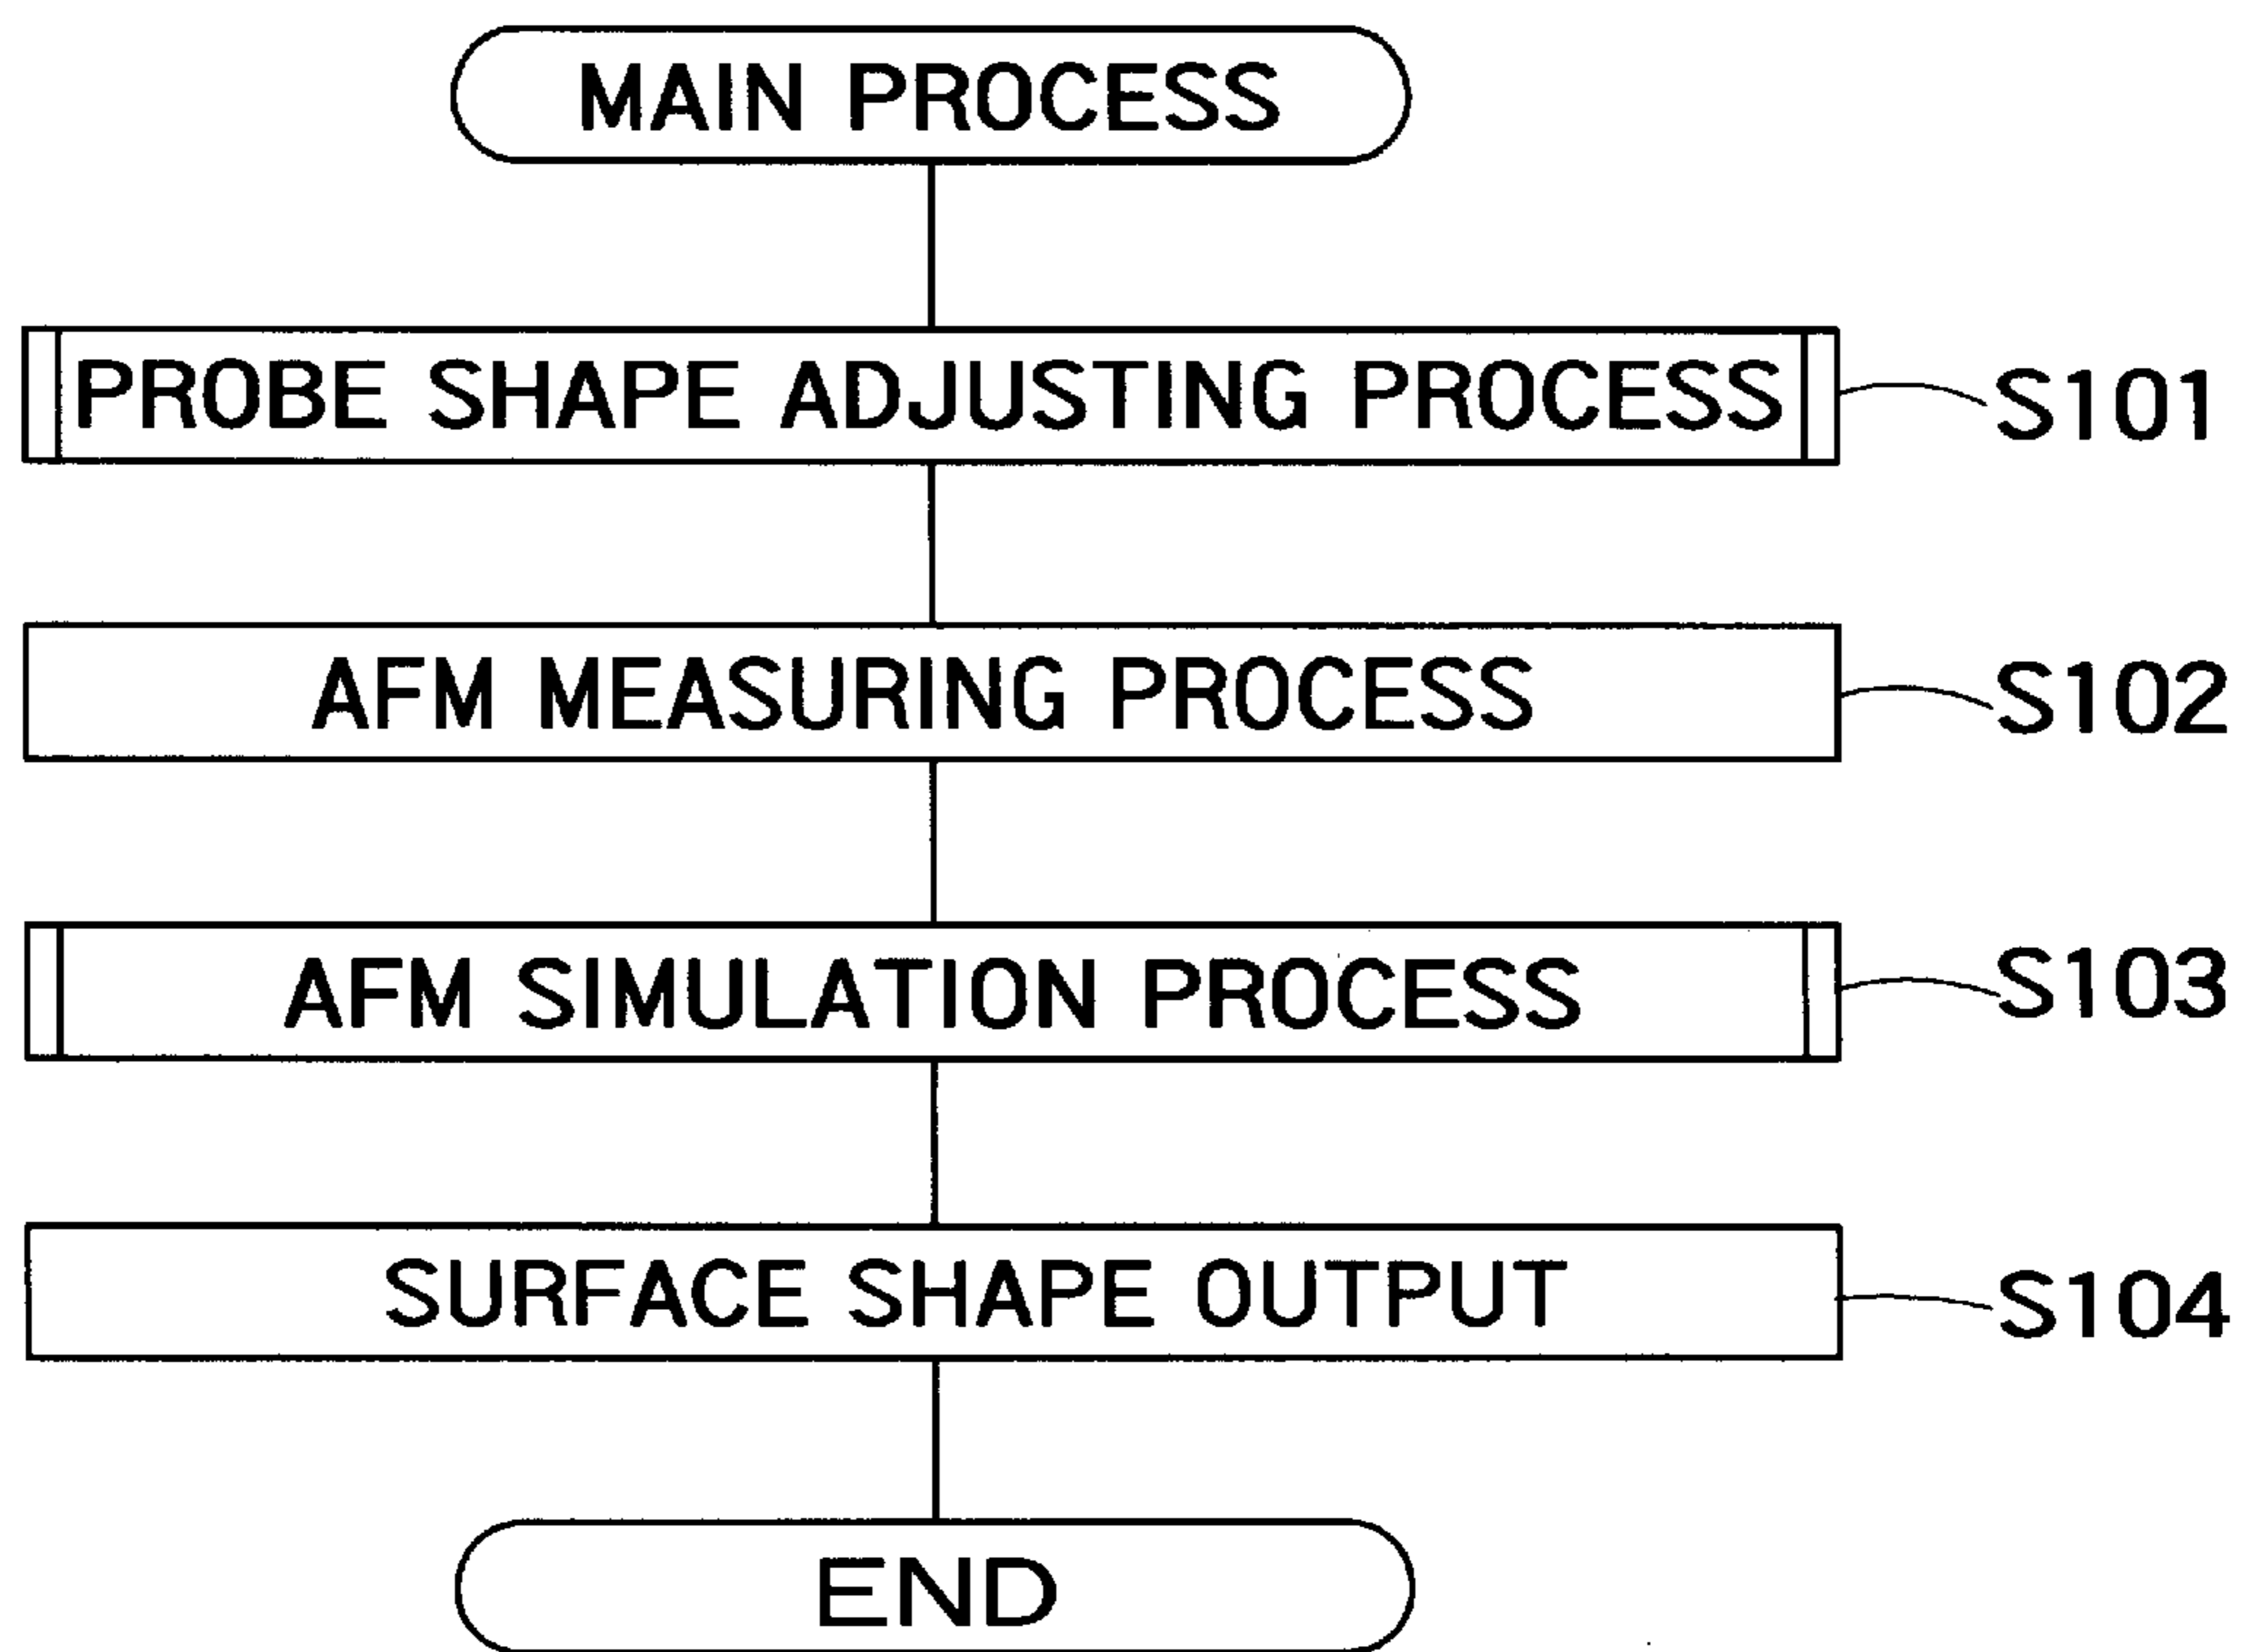 MAIN PROCESS
PROBE SHAPE ADJUSTING PROCESS
S101
AFM MEASURING PROCESS
S102
AFM SIMULATION PROCESS
S103
SURFACE SHAPE OUTPUT
S104
END